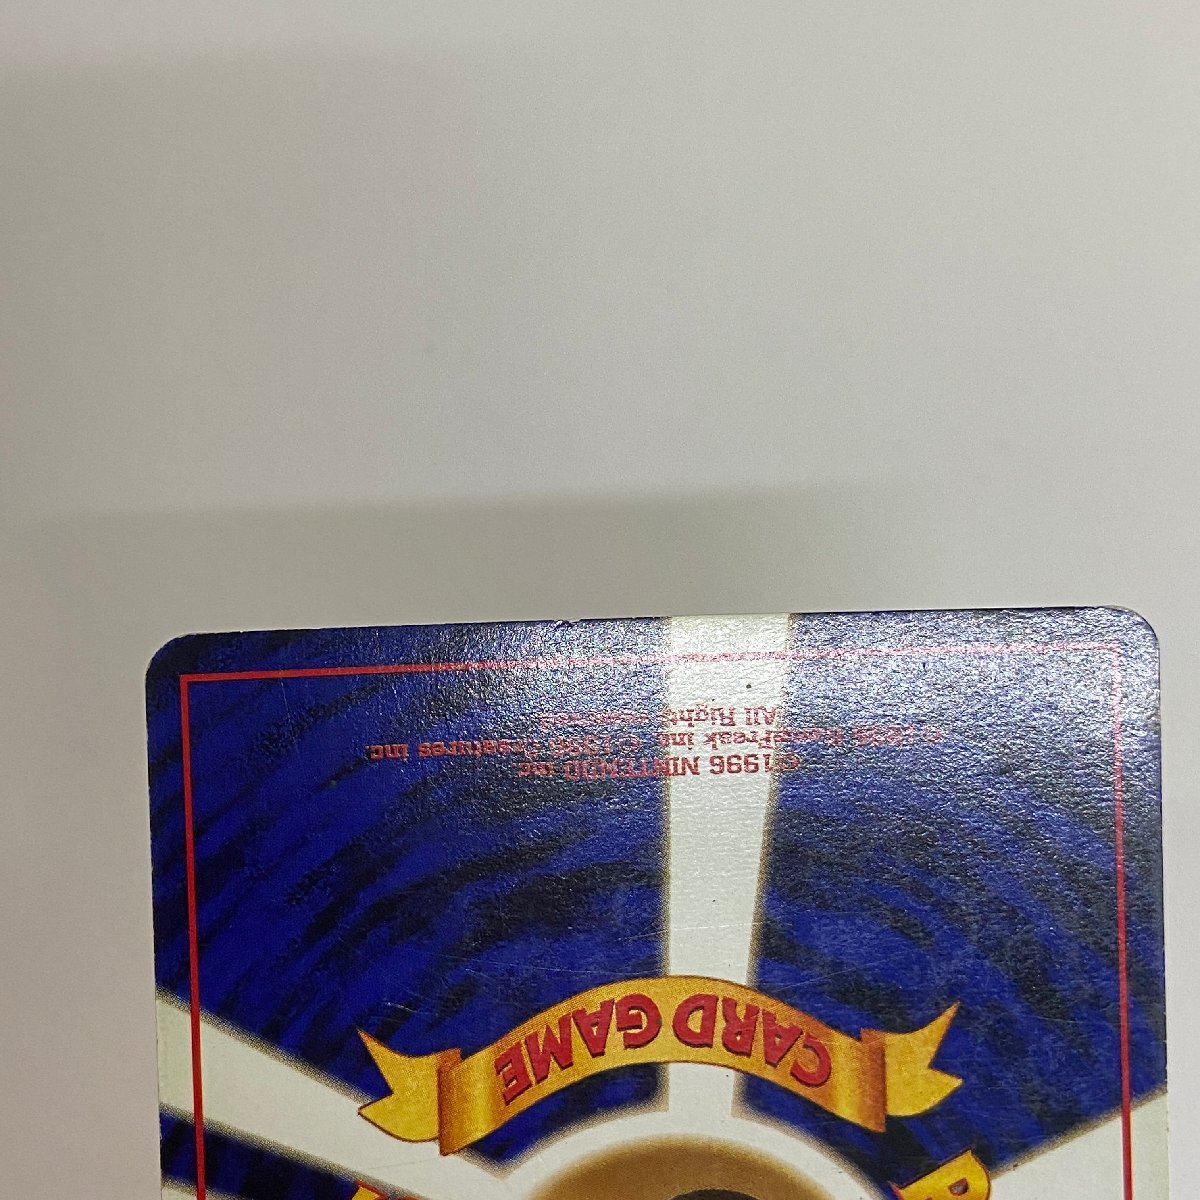 CARD GAME
©1996 NINTENDO inc.
©1996 GameFreak inc. ©1996 Creatures inc.
All Rights Reserved